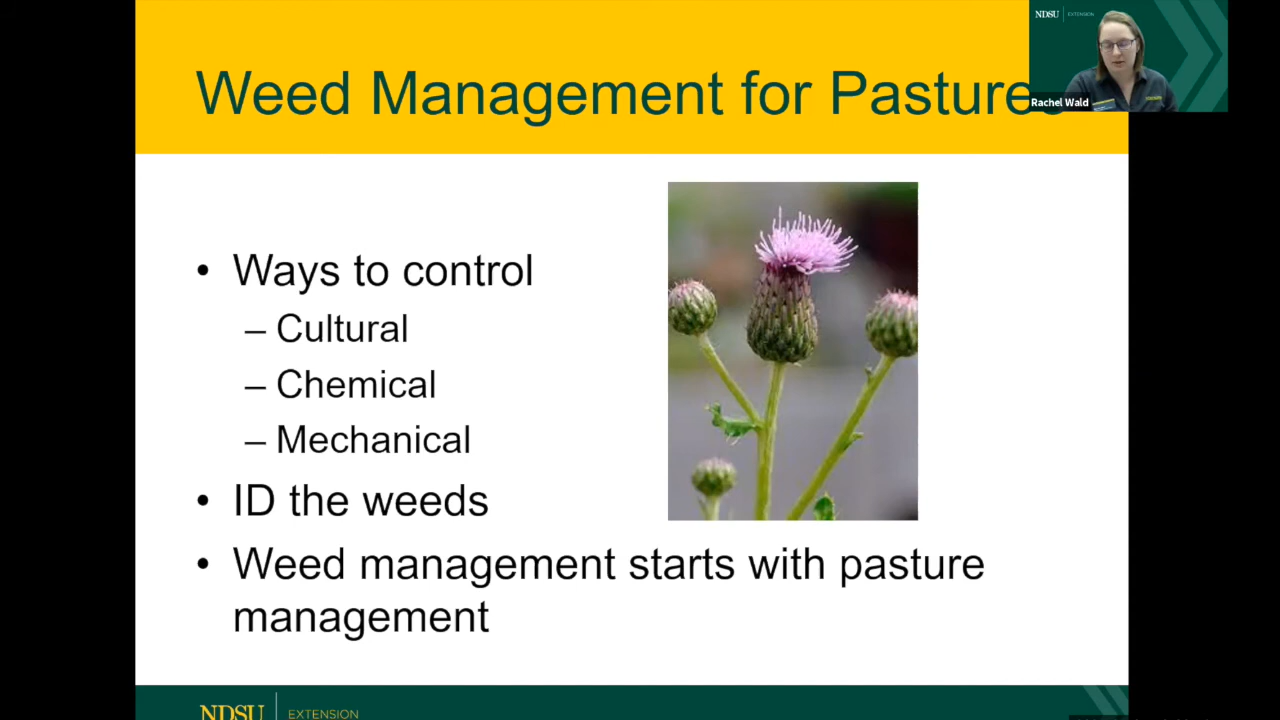 NDSU EXTENSION
Weed Management for Pasture
Rachel Wald
• Ways to control
– Cultural
– Chemical
– Mechanical
• ID the weeds
• Weed management starts with pasture
management
NDSU EXTENSION